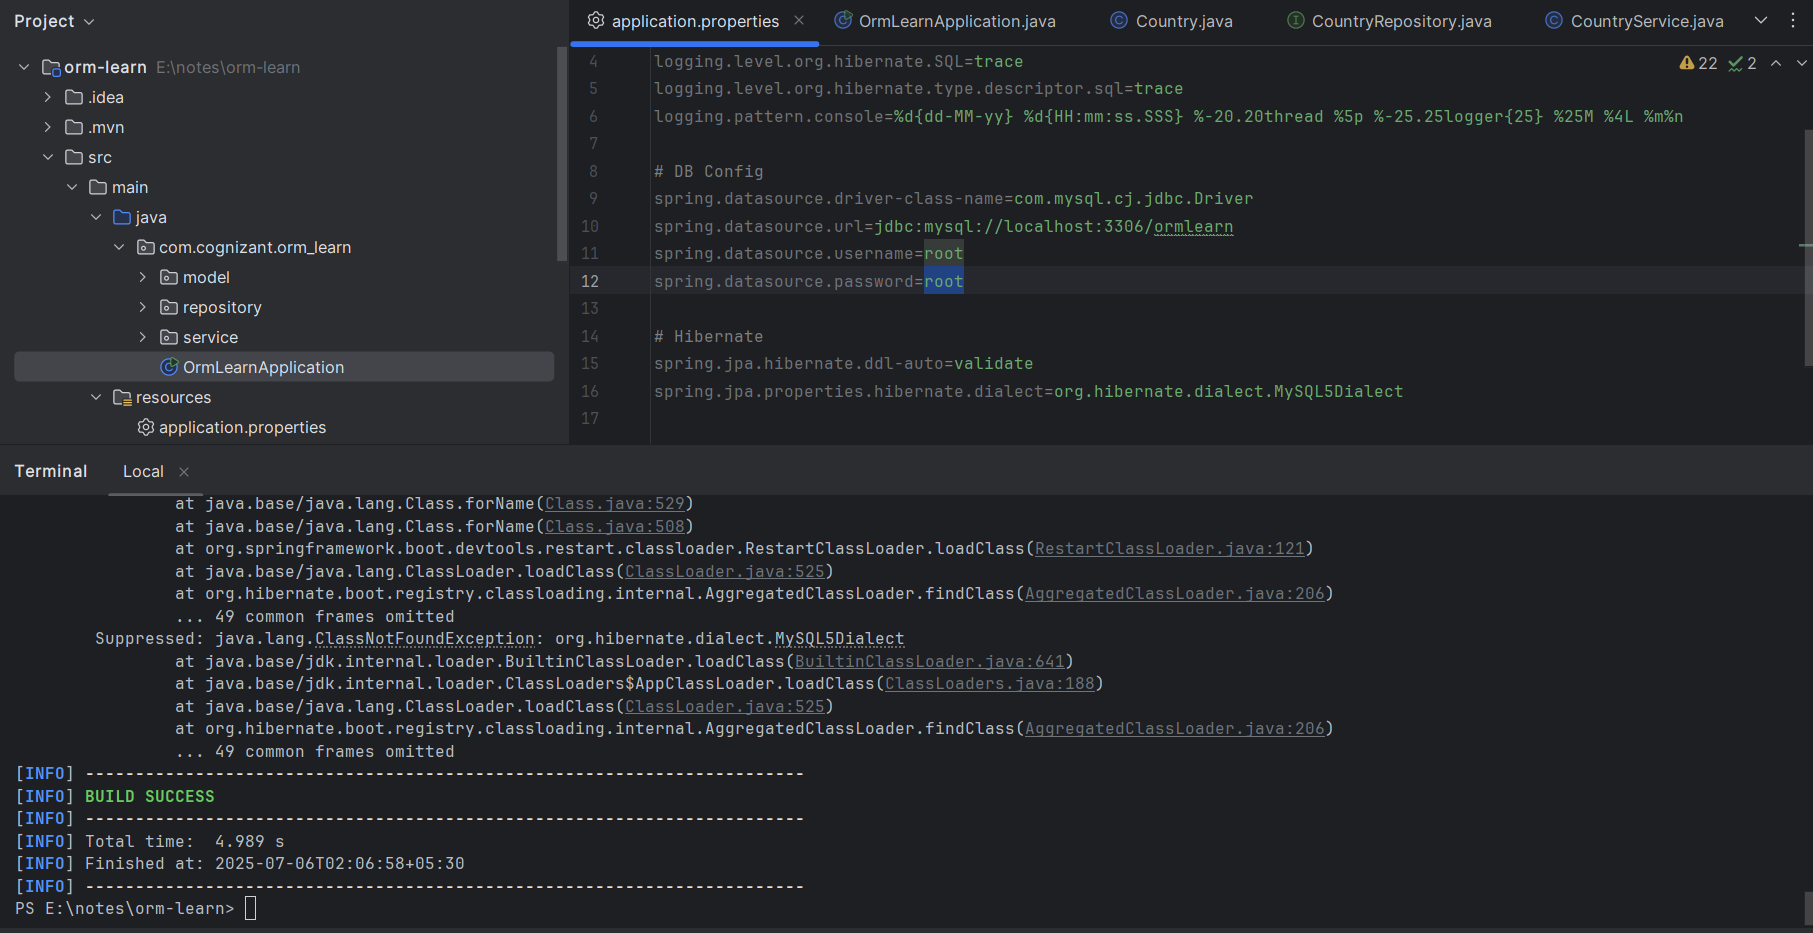 Project
orm-learn E:\notes\orm-learn
.idea
.mvn
src
main
java
com.cognizant.orm_learn
model
repository
service
OrmLearnApplication
resources
application.properties
application.properties OrmLearnApplication.java Country.java CountryRepository.java CountryService.java
22 2
4 logging.level.org.hibernate.SQL=trace
5 logging.level.org.hibernate.type.descriptor.sql=trace
6 logging.pattern.console=%d{dd-MM-yy} %d{HH:mm:ss.SSS} %-20.20thread %5p %-25.25logger{25} %25M %4L %m%n
7
8 # DB Config
9 spring.datasource.driver-class-name=com.mysql.cj.jdbc.Driver
10 spring.datasource.url=jdbc:mysql://localhost:3306/ormlearn
11 spring.datasource.username=root
12 spring.datasource.password=root
13
14 # Hibernate
15 spring.jpa.hibernate.ddl-auto=validate
16 spring.jpa.properties.hibernate.dialect=org.hibernate.dialect.MySQL5Dialect
17
Terminal Local
at java.base/java.lang.Class.forName(Class.java:529)
at java.base/java.lang.Class.forName(Class.java:508)
at org.springframework.boot.devtools.restart.classloader.RestartClassLoader.loadClass(RestartClassLoader.java:121)
at java.base/java.lang.ClassLoader.loadClass(ClassLoader.java:525)
at org.hibernate.boot.registry.classloading.internal.AggregatedClassLoader.findClass(AggregatedClassLoader.java:206)
... 49 common frames omitted
Suppressed: java.lang.ClassNotFoundException: org.hibernate.dialect.MySQL5Dialect
at java.base/jdk.internal.loader.BuiltinClassLoader.loadClass(BuiltinClassLoader.java:641)
at java.base/jdk.internal.loader.ClassLoaders$AppClassLoader.loadClass(ClassLoaders.java:188)
at java.base/java.lang.ClassLoader.loadClass(ClassLoader.java:525)
at org.hibernate.boot.registry.classloading.internal.AggregatedClassLoader.findClass(AggregatedClassLoader.java:206)
... 49 common frames omitted
[INFO] ------------------------------------------------------------------------
[INFO] BUILD SUCCESS
[INFO] ------------------------------------------------------------------------
[INFO] Total time:  4.989 s
[INFO] Finished at: 2025-07-06T02:06:58+05:30
[INFO] ------------------------------------------------------------------------
PS E:\notes\orm-learn>